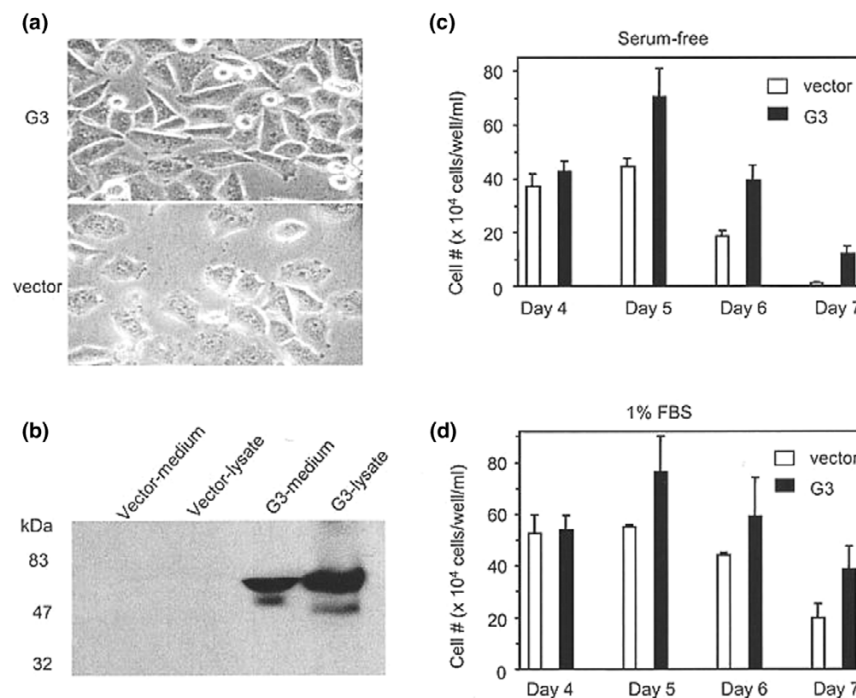 (a)
G3
vector
(b)
Vector-medium
Vector-lysate
G3-medium
G3-lysate
kDa
83
47
32
(c)
Serum-free
Cell # (x 10⁴ cells/well/ml)
80
60
40
20
0
vector
G3
Day 4 Day 5 Day 6 Day 7
(d)
1% FBS
Cell # (x 10⁴ cells/well/ml)
80
60
40
20
0
vector
G3
Day 4 Day 5 Day 6 Day 7